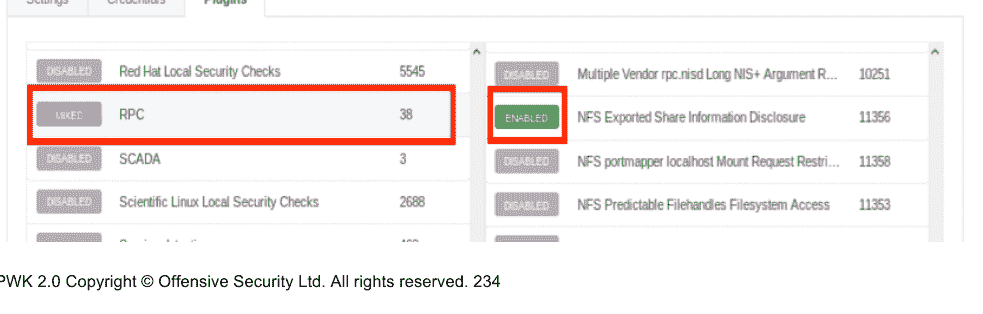 Settings Credentials Plugins
DISABLED Red Hat Local Security Checks 5545
MIXED RPC 38
DISABLED SCADA 3
DISABLED Scientific Linux Local Security Checks 2688
DISABLED Multiple Vendor rpc.nisd Long NIS+ Argument R... 10251
ENABLED NFS Exported Share Information Disclosure 11356
DISABLED NFS portmapper localhost Mount Request Restri... 11358
DISABLED NFS Predictable Filehandles Filesystem Access 11353
PWK 2.0 Copyright © Offensive Security Ltd. All rights reserved. 234